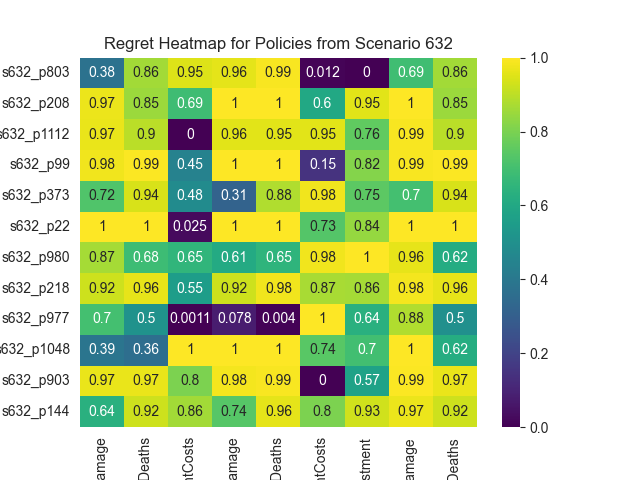 Regret Heatmap for Policies from Scenario 632
s632_p803 0.38 0.86 0.95 0.96 0.99 0.012 0 0.69 0.86
s632_p208 0.97 0.85 0.69 1 1 0.6 0.95 1 0.85
s632_p1112 0.97 0.9 0 0.96 0.95 0.95 0.76 0.99 0.9
s632_p99 0.98 0.99 0.45 1 1 0.15 0.82 0.99 0.99
s632_p373 0.72 0.94 0.48 0.31 0.88 0.98 0.75 0.7 0.94
s632_p22 1 1 0.025 1 1 0.73 0.84 1 1
s632_p980 0.87 0.68 0.65 0.61 0.65 0.98 1 0.96 0.62
s632_p218 0.92 0.96 0.55 0.92 0.98 0.87 0.86 0.98 0.96
s632_p977 0.7 0.5 0.0011 0.078 0.004 1 0.64 0.88 0.5
s632_p1048 0.39 0.36 1 1 1 0.74 0.7 1 0.62
s632_p903 0.97 0.97 0.8 0.98 0.99 0 0.57 0.99 0.97
s632_p144 0.64 0.92 0.86 0.74 0.96 0.8 0.93 0.97 0.92
amage Deaths ntCosts amage Deaths ntCosts stment amage Deaths
1.0
0.8
0.6
0.4
0.2
0.0